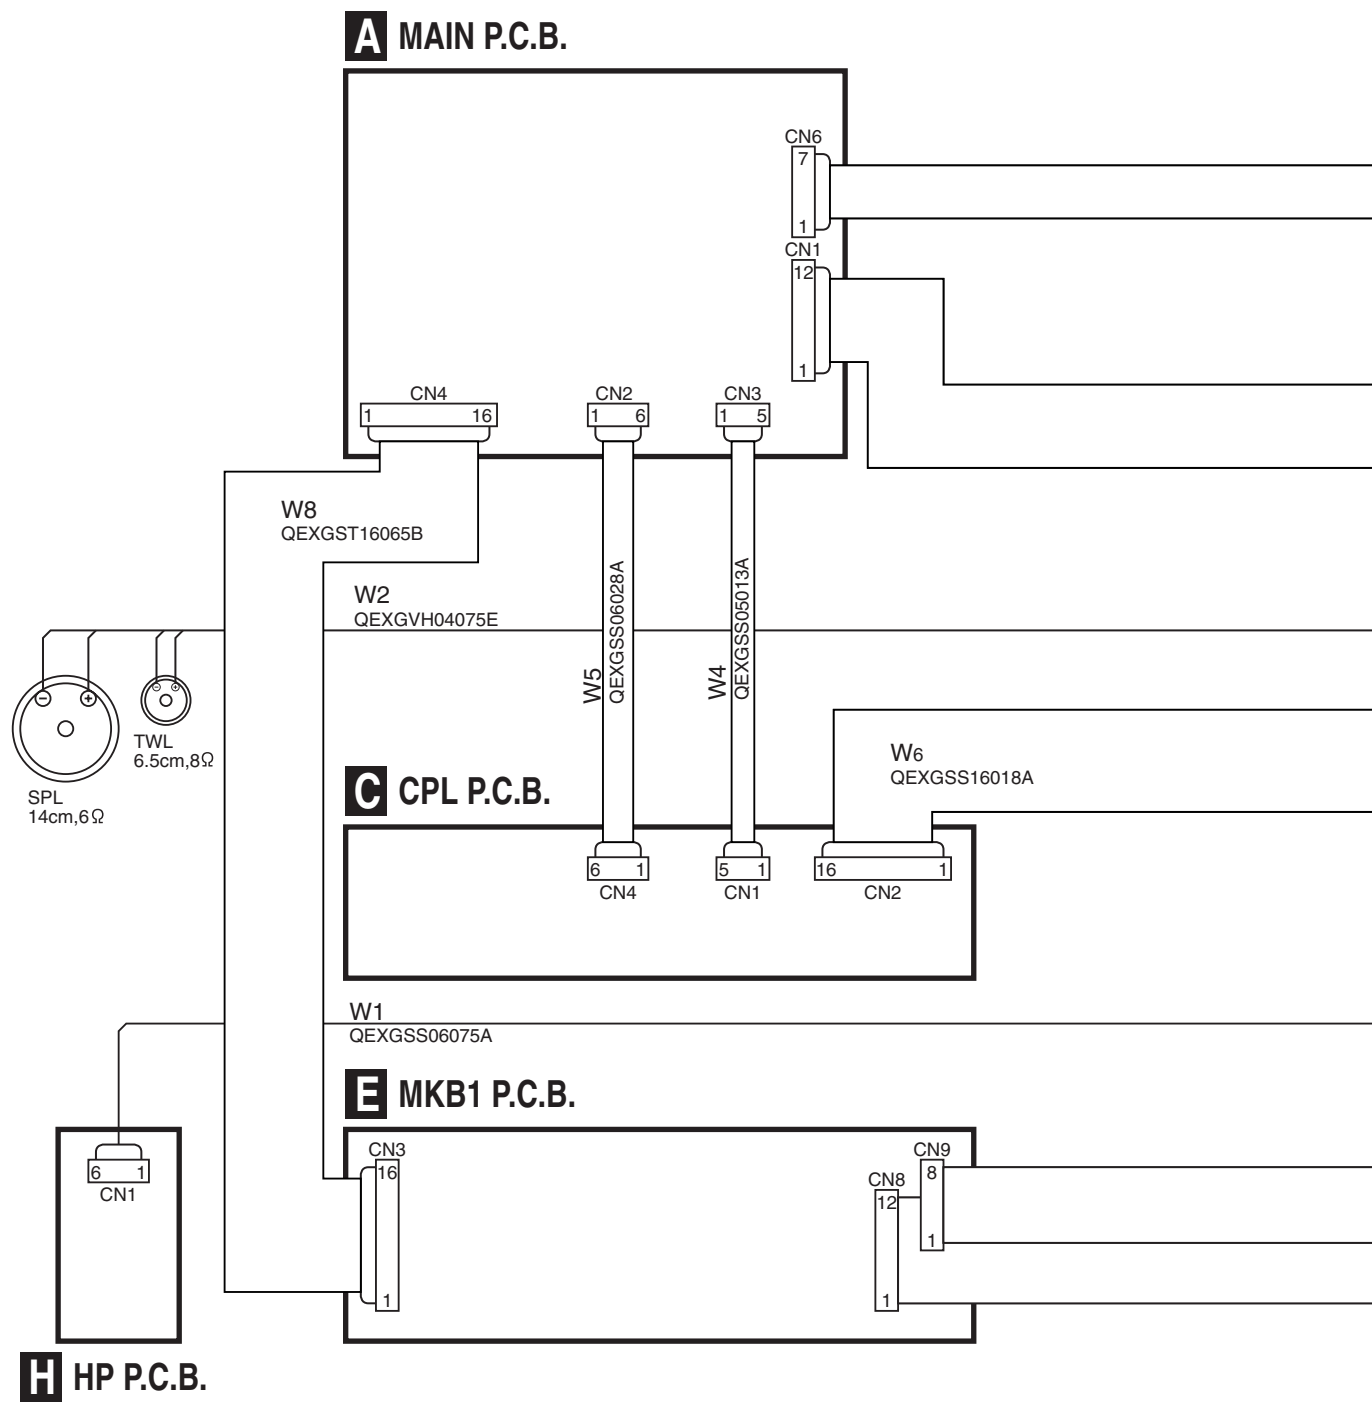 A MAIN P.C.B.
CN6
7
1
CN1
12
1
CN4
1 16
CN2
1 6
CN3
1 5
W8
QEXGST16065B
W2
QEXGVH04075E
W5
QEXGSS06028A
W4
QEXGSS05013A
- +
- +
TWL
6.5cm,8Ω
SPL
14cm,6Ω
W6
QEXGSS16018A
C CPL P.C.B.
6 1
CN4
5 1
CN1
16 1
CN2
W1
QEXGSS06075A
E MKB1 P.C.B.
CN3
16
1
CN9
8
1
CN8
12
1
6 1
CN1
H HP P.C.B.